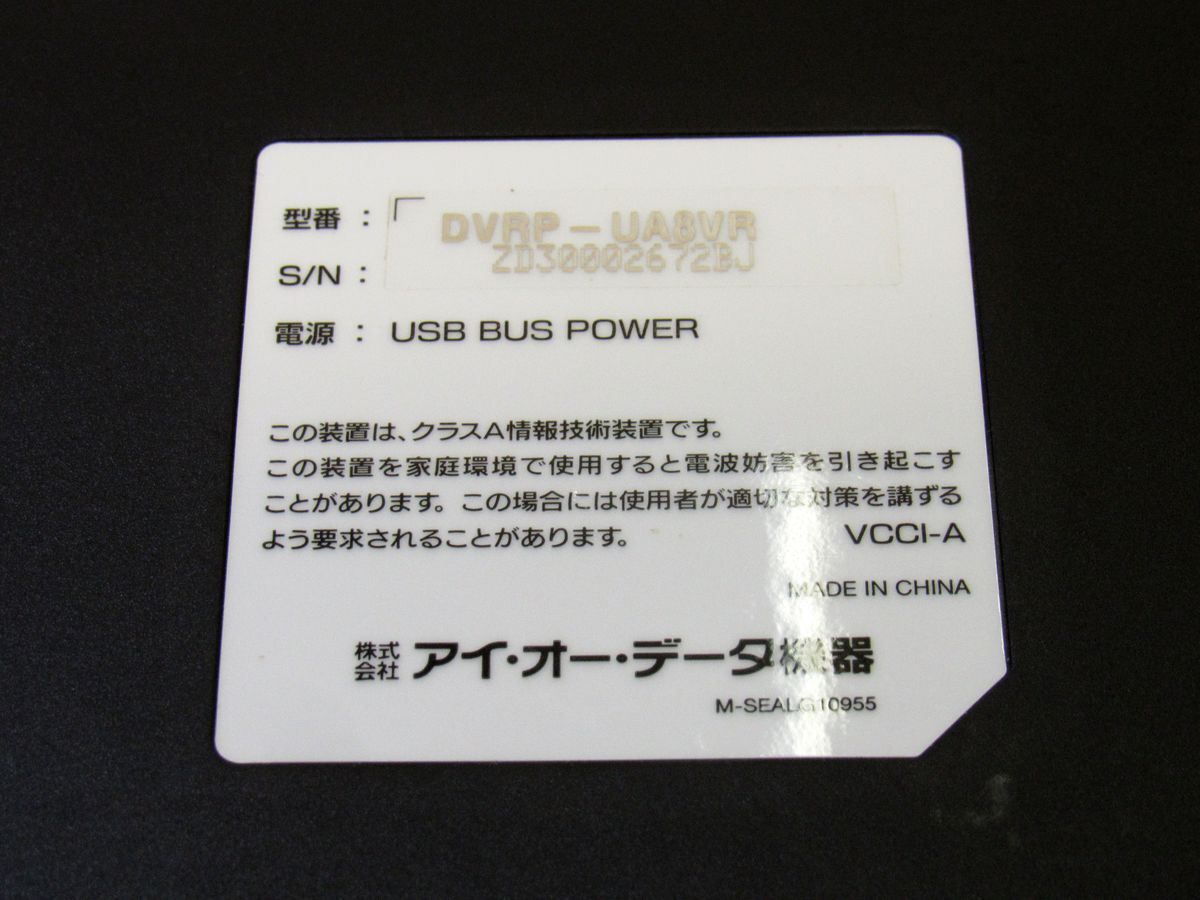 型番： DVRP-UA8VR
S/N： ZD30002672BJ
電源： USB BUS POWER
この装置は、クラスA情報技術装置です。
この装置を家庭環境で使用すると電波妨害を引き起こす
ことがあります。この場合には使用者が適切な対策を講ずる
よう要求されることがあります。 VCCI-A
MADE IN CHINA
株式会社 アイ・オー・データ機器
M-SEALG10955